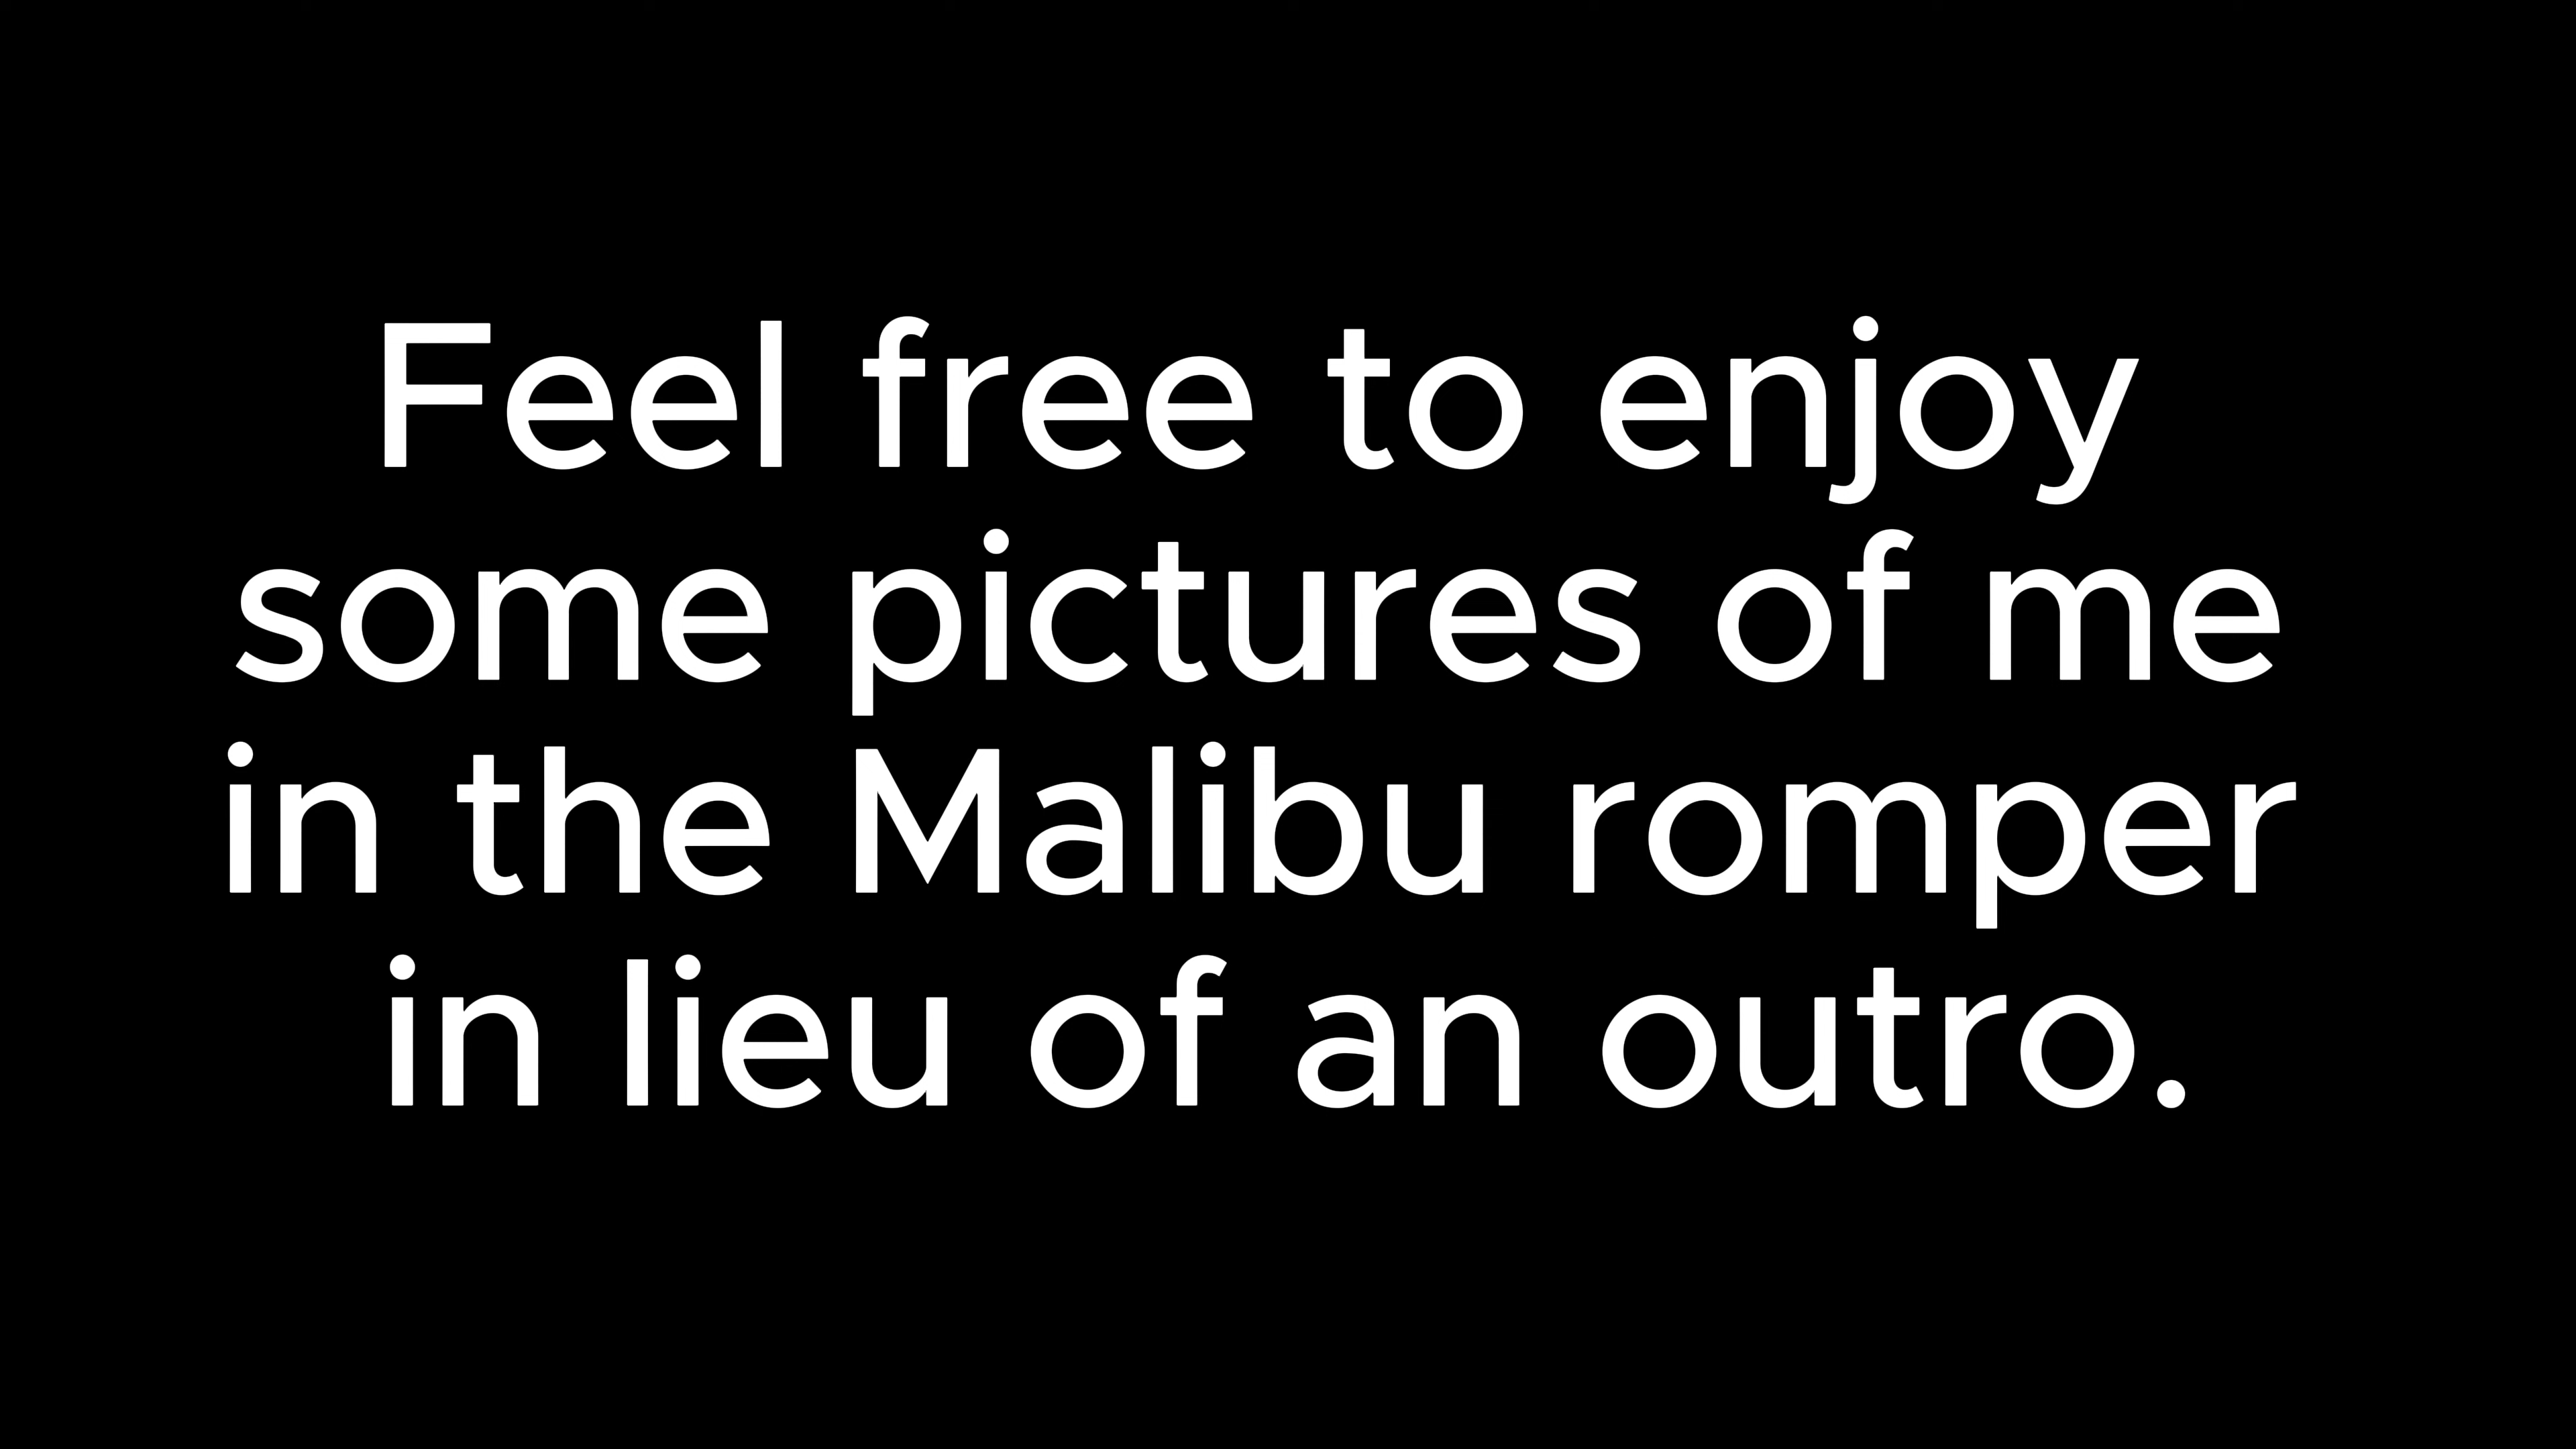 Feel free to enjoy
some pictures of me
in the Malibu romper
in lieu of an outro.